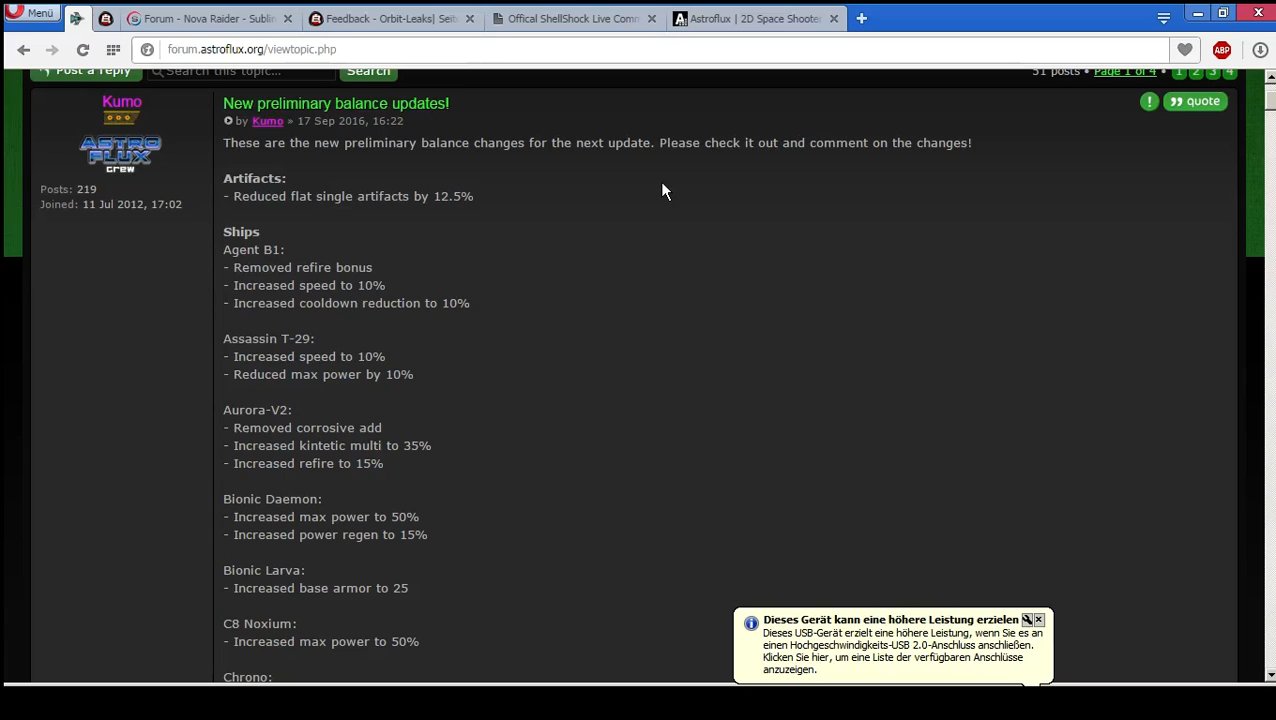 Menü
Forum - Nova Raider - Sublin
Feedback - Orbit-Leaks| Seit
Offical ShellShock Live Comm
Astroflux | 2D Space Shooter
forum.astroflux.org/viewtopic.php
ABP
Post a reply
Search this topic…
Search
51 posts • Page 1 of 4 • 1 2 3 4
Kumo
ASTRO
FLUX
crew
Posts: 219
Joined: 11 Jul 2012, 17:02
New preliminary balance updates!
! quote
by Kumo » 17 Sep 2016, 16:22
These are the new preliminary balance changes for the next update. Please check it out and comment on the changes!
Artifacts:
- Reduced flat single artifacts by 12.5%
Ships
Agent B1:
- Removed refire bonus
- Increased speed to 10%
- Increased cooldown reduction to 10%
Assassin T-29:
- Increased speed to 10%
- Reduced max power by 10%
Aurora-V2:
- Removed corrosive add
- Increased kintetic multi to 35%
- Increased refire to 15%
Bionic Daemon:
- Increased max power to 50%
- Increased power regen to 15%
Bionic Larva:
- Increased base armor to 25
C8 Noxium:
- Increased max power to 50%
Chrono:
Dieses Gerät kann eine höhere Leistung erzielen
Dieses USB-Gerät erzielt eine höhere Leistung, wenn Sie es an
einen Hochgeschwindigkeits-USB 2.0-Anschluss anschließen.
Klicken Sie hier, um eine Liste der verfügbaren Anschlüsse
anzuzeigen.